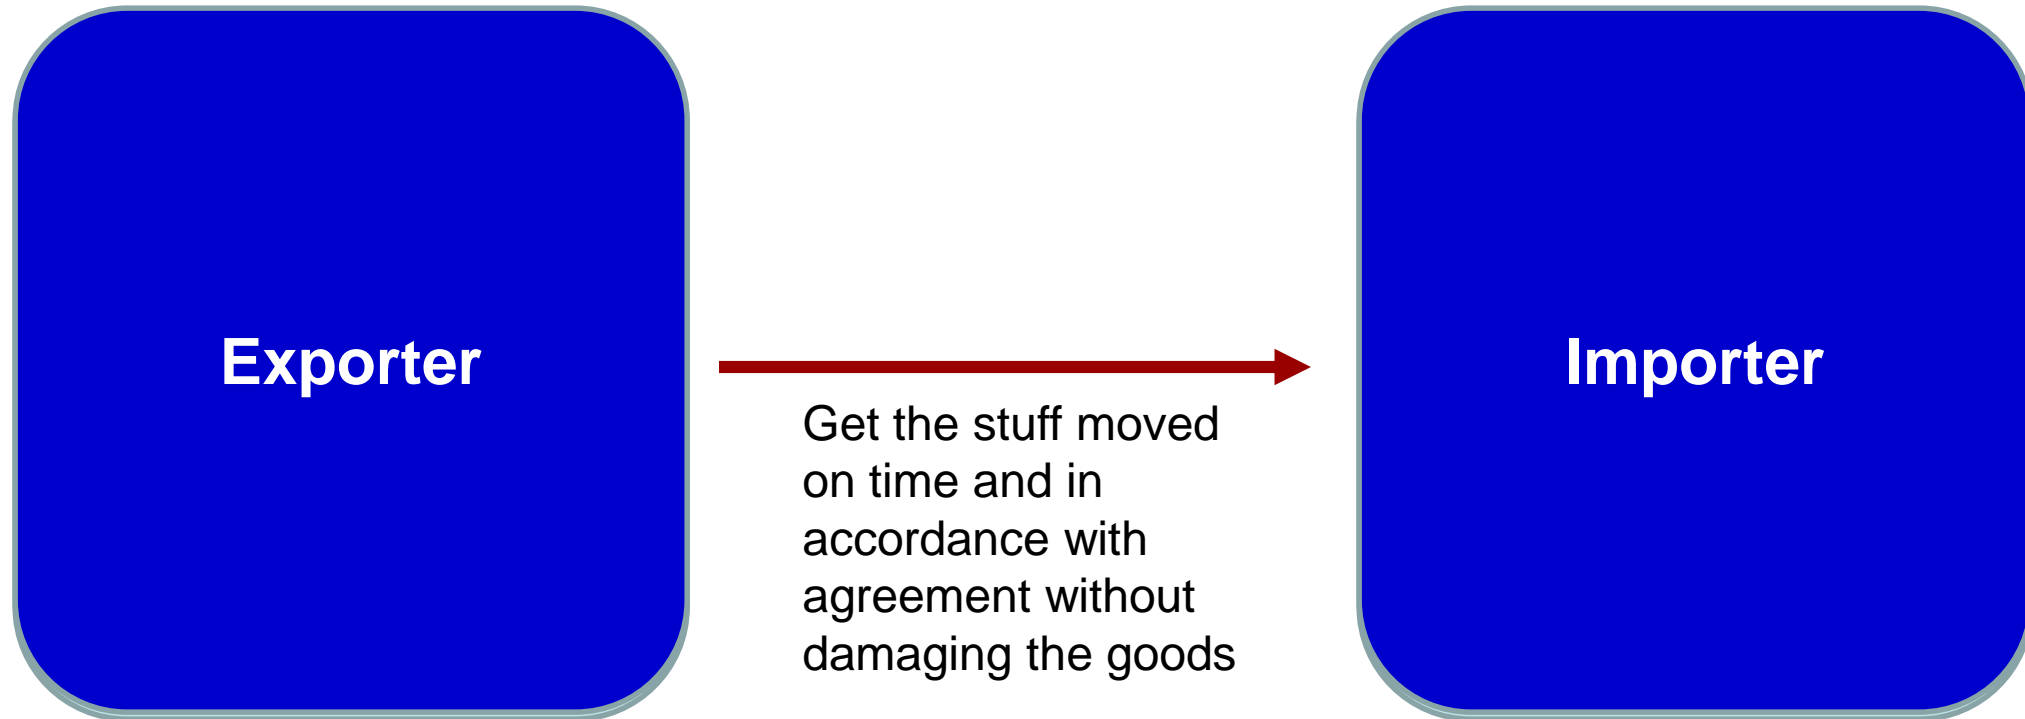 Exporter
Importer
Get the stuff moved
on time and in
accordance with
agreement without
damaging the goods